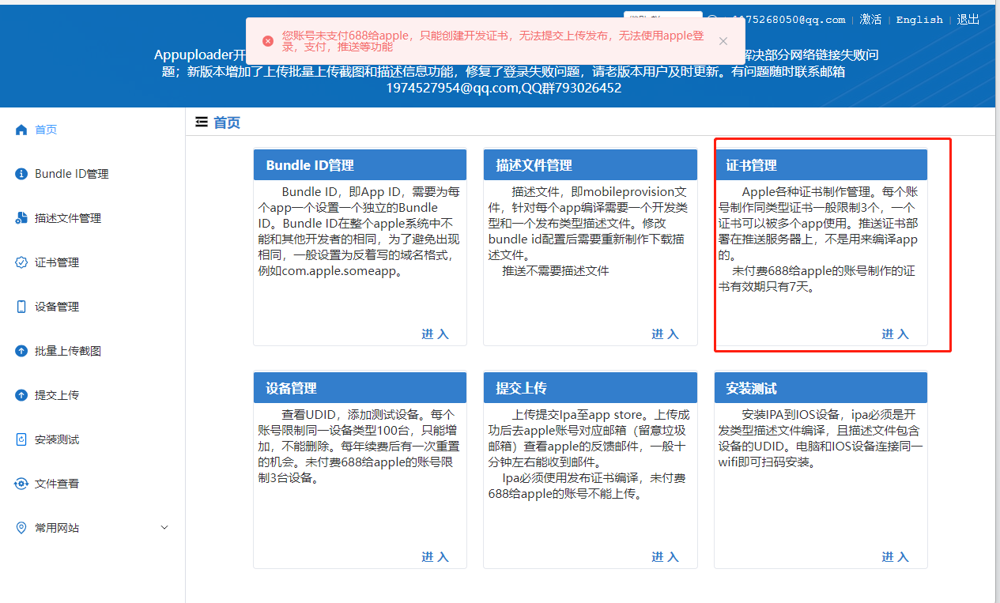 1175268050@qq.com | 激活 | English | 退出
您账号未支付688给apple，只能创建开发证书，无法提交上传发布，无法使用apple登
录，支付，推送等功能
Appuploader开
解决部分网络链接失败问
题；新版本增加了上传批量上传截图和描述信息功能，修复了登录失败问题，请老版本用户及时更新。有问题随时联系邮箱
1974527954@qq.com,QQ群793026452
首页
Bundle ID管理
描述文件管理
证书管理
设备管理
批量上传截图
提交上传
安装测试
文件查看
常用网站
首页
Bundle ID管理
Bundle ID，即App ID，需要为每
个app一个设置一个独立的Bundle
ID。Bundle ID在整个apple系统中不
能和其他开发者的相同，为了避免出现
相同，一般设置为反着写的域名格式，
例如com.apple.someapp。
进 入
描述文件管理
描述文件，即mobileprovision文
件，针对每个app编译需要一个开发类
型和一个发布类型描述文件。修改
bundle id配置后需要重新制作下载描
述文件。
推送不需要描述文件
进 入
证书管理
Apple各种证书制作管理。每个账
号制作同类型证书一般限制3个，一个
证书可以被多个app使用。推送证书部
署在推送服务器上，不是用来编译app
的。
未付费688给apple的账号制作的证
书有效期只有7天。
进 入
设备管理
查看UDID，添加测试设备。每个
账号限制同一设备类型100台，只能增
加，不能删除。每年续费后有一次重置
的机会。未付费688给apple的账号限
制3台设备。
进 入
提交上传
上传提交Ipa至app store。上传成
功后去apple账号对应邮箱（留意垃圾
邮箱）查看apple的反馈邮件，一般十
分钟左右能收到邮件。
Ipa必须使用发布证书编译，未付费
688给apple的账号不能上传。
进 入
安装测试
安装IPA到IOS设备，ipa必须是开
发类型描述文件编译，且描述文件包含
设备的UDID。电脑和IOS设备连接同一
wifi即可扫码安装。
进 入